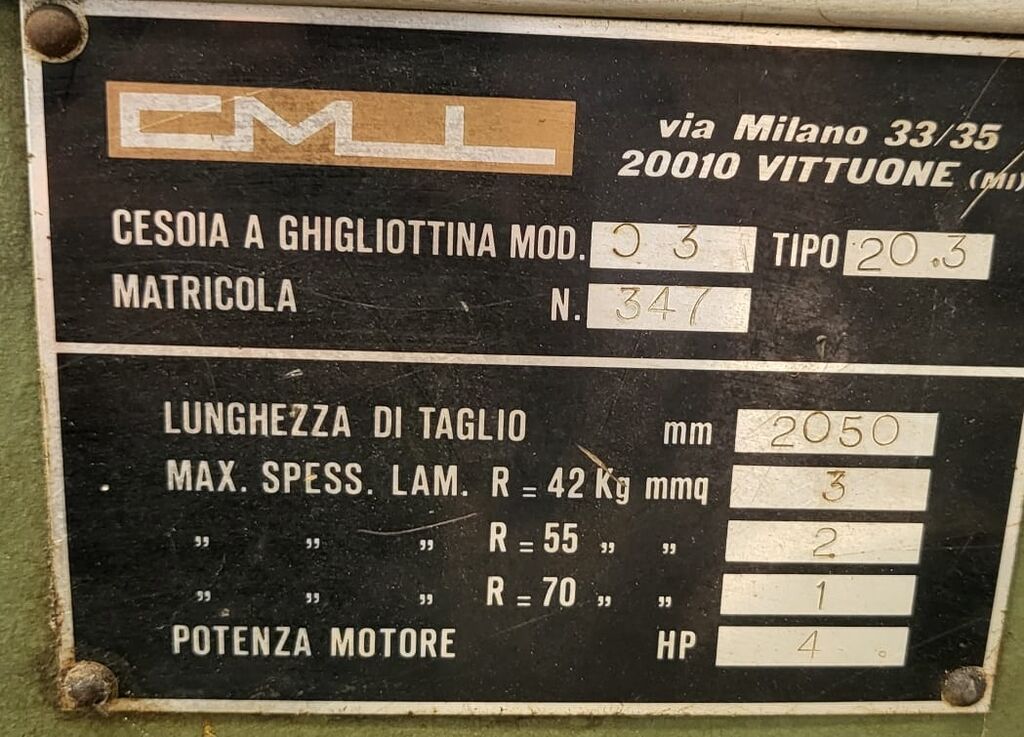 CML
via Milano 33/35
20010 VITTUONE (MI)
CESOIA A GHIGLIOTTINA MOD. 3 TIPO 20.3
MATRICOLA N. 347
LUNGHEZZA DI TAGLIO mm 2050
MAX. SPESS. LAM. R = 42 Kg mmq 3
" " " R = 55 " " 2
" " " R = 70 " " 1
POTENZA MOTORE HP 4